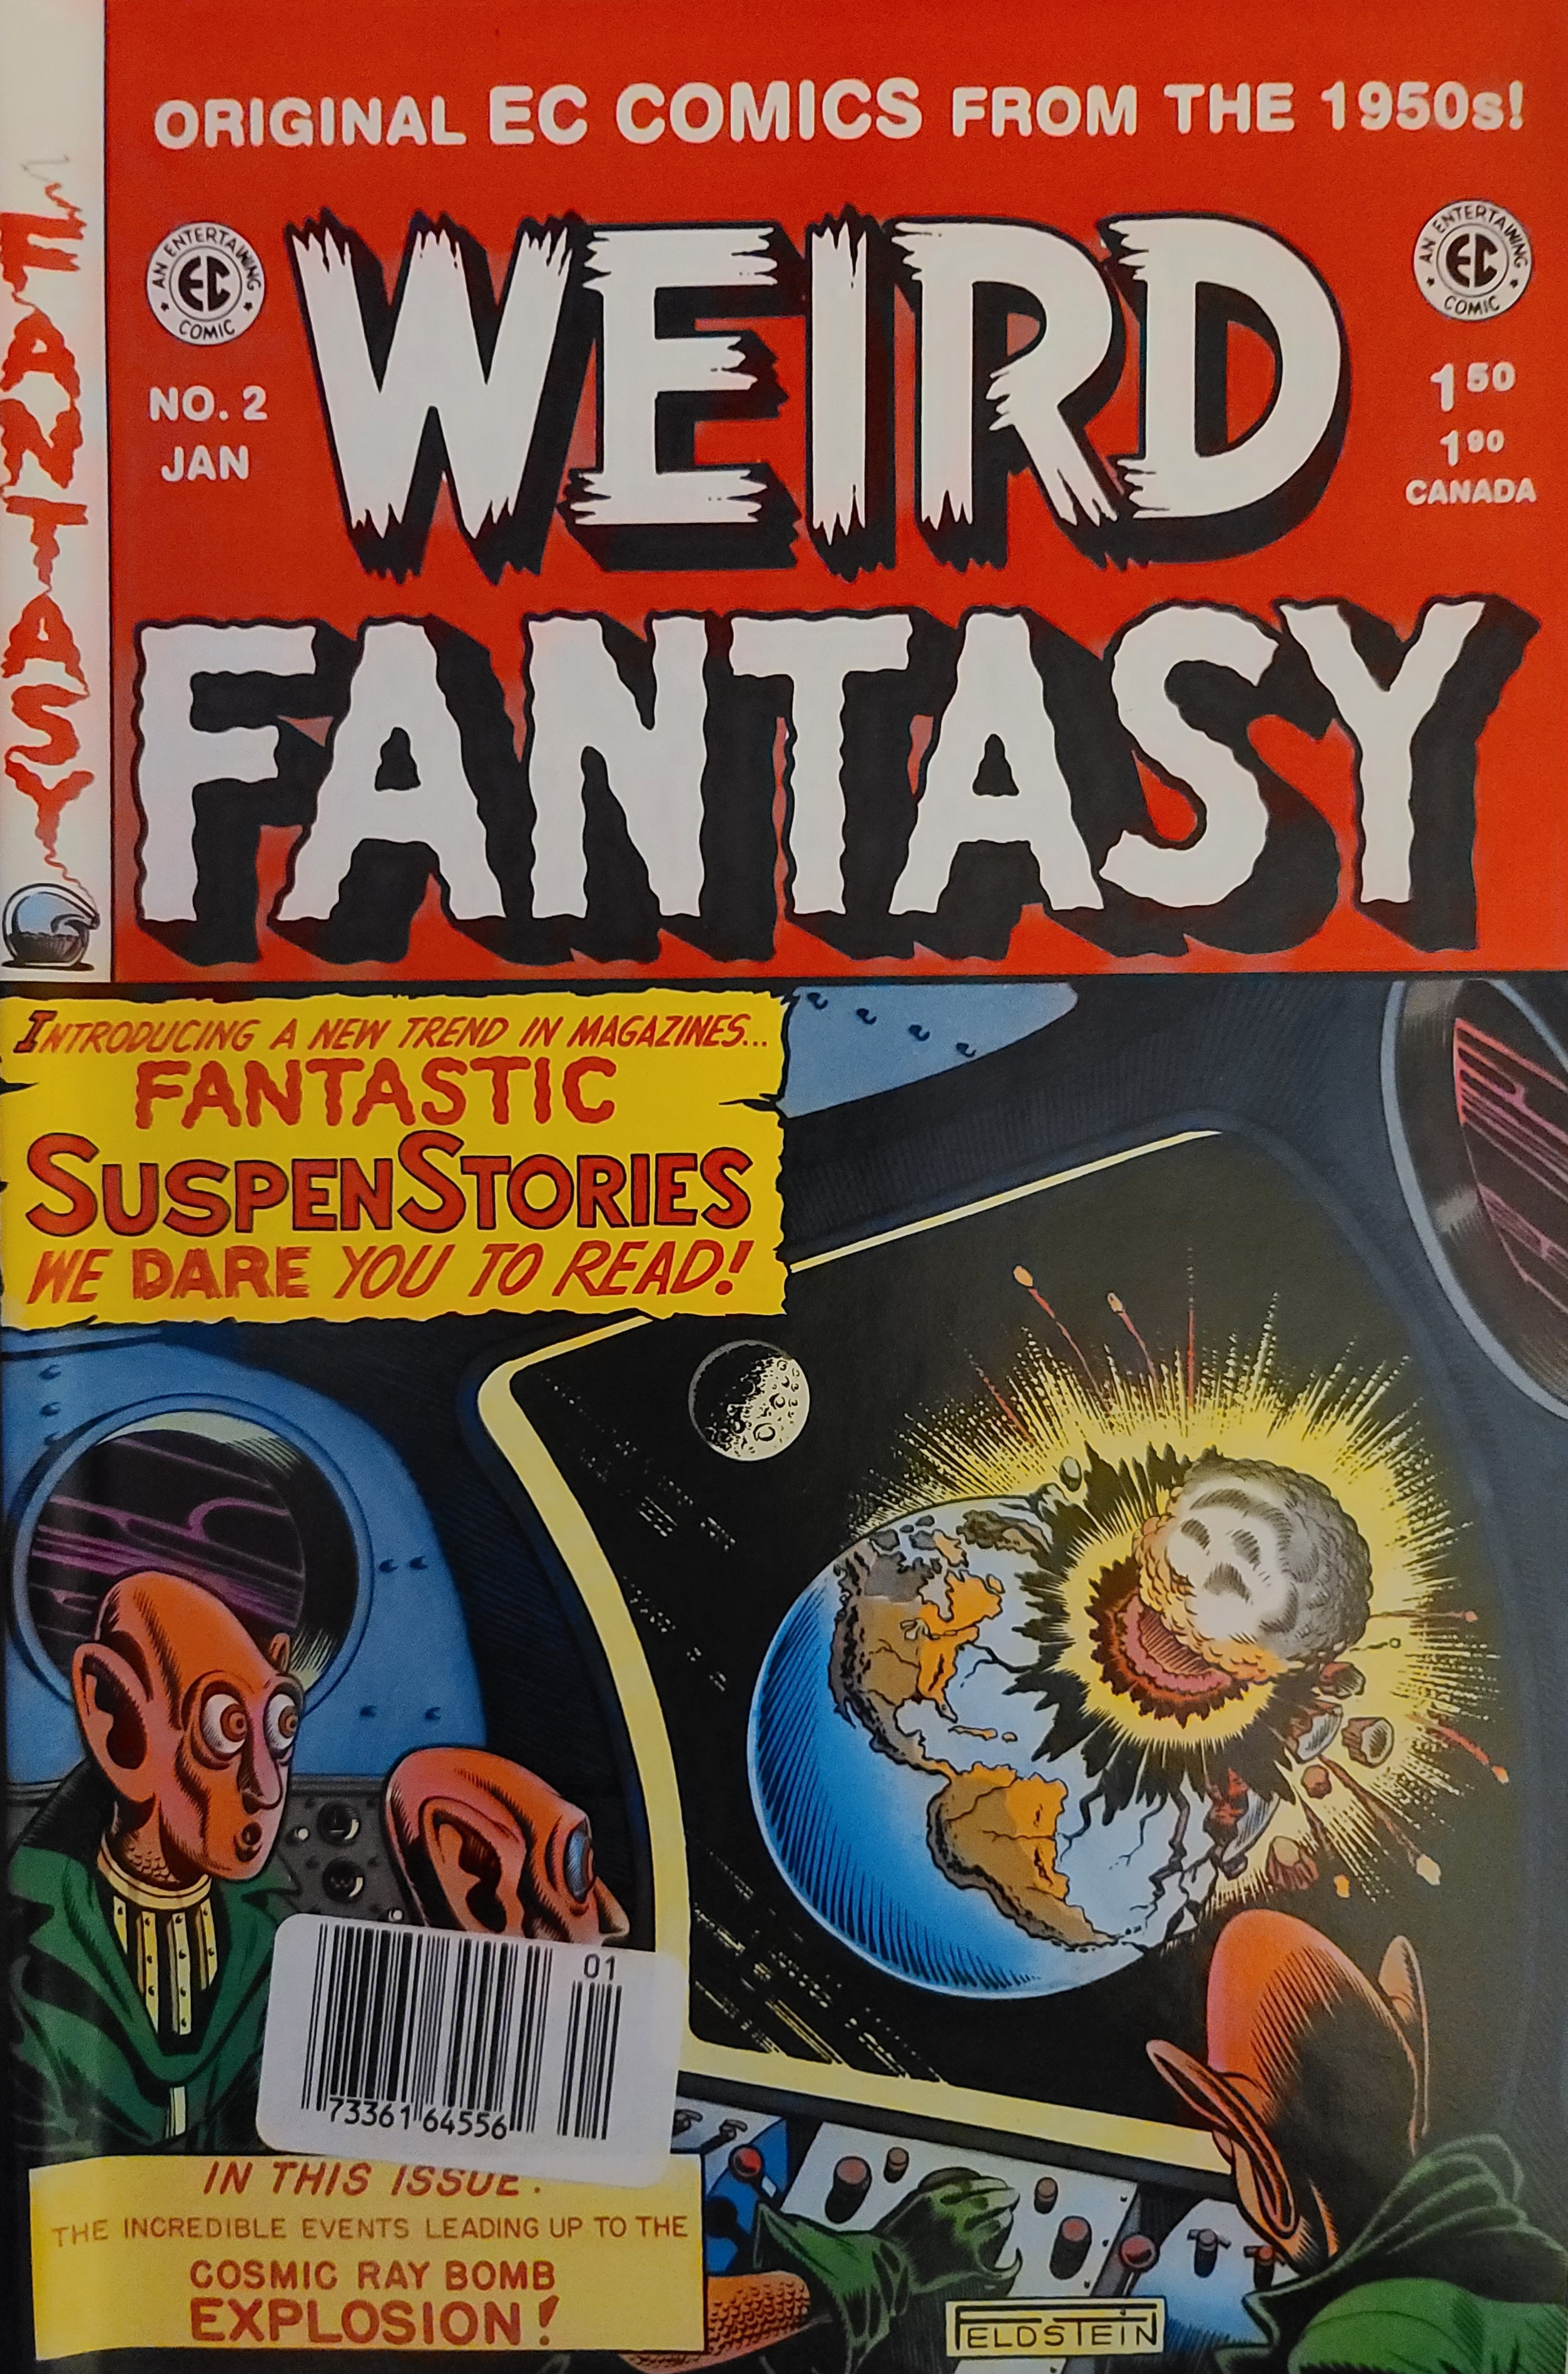 ORIGINAL EC COMICS FROM THE 1950s!
FANTASY
AN ENTERTAINING
EC
COMIC
NO. 2
JAN
WEIRD
FANTASY
AN ENTERTAINING
EC
COMIC
1 50
1 90
CANADA
INTRODUCING A NEW TREND IN MAGAZINES...
FANTASTIC
SUSPENSTORIES
WE DARE YOU TO READ!
01
73361 64556
IN THIS ISSUE.
THE INCREDIBLE EVENTS LEADING UP TO THE
COSMIC RAY BOMB
EXPLOSION!
FELDSTEIN